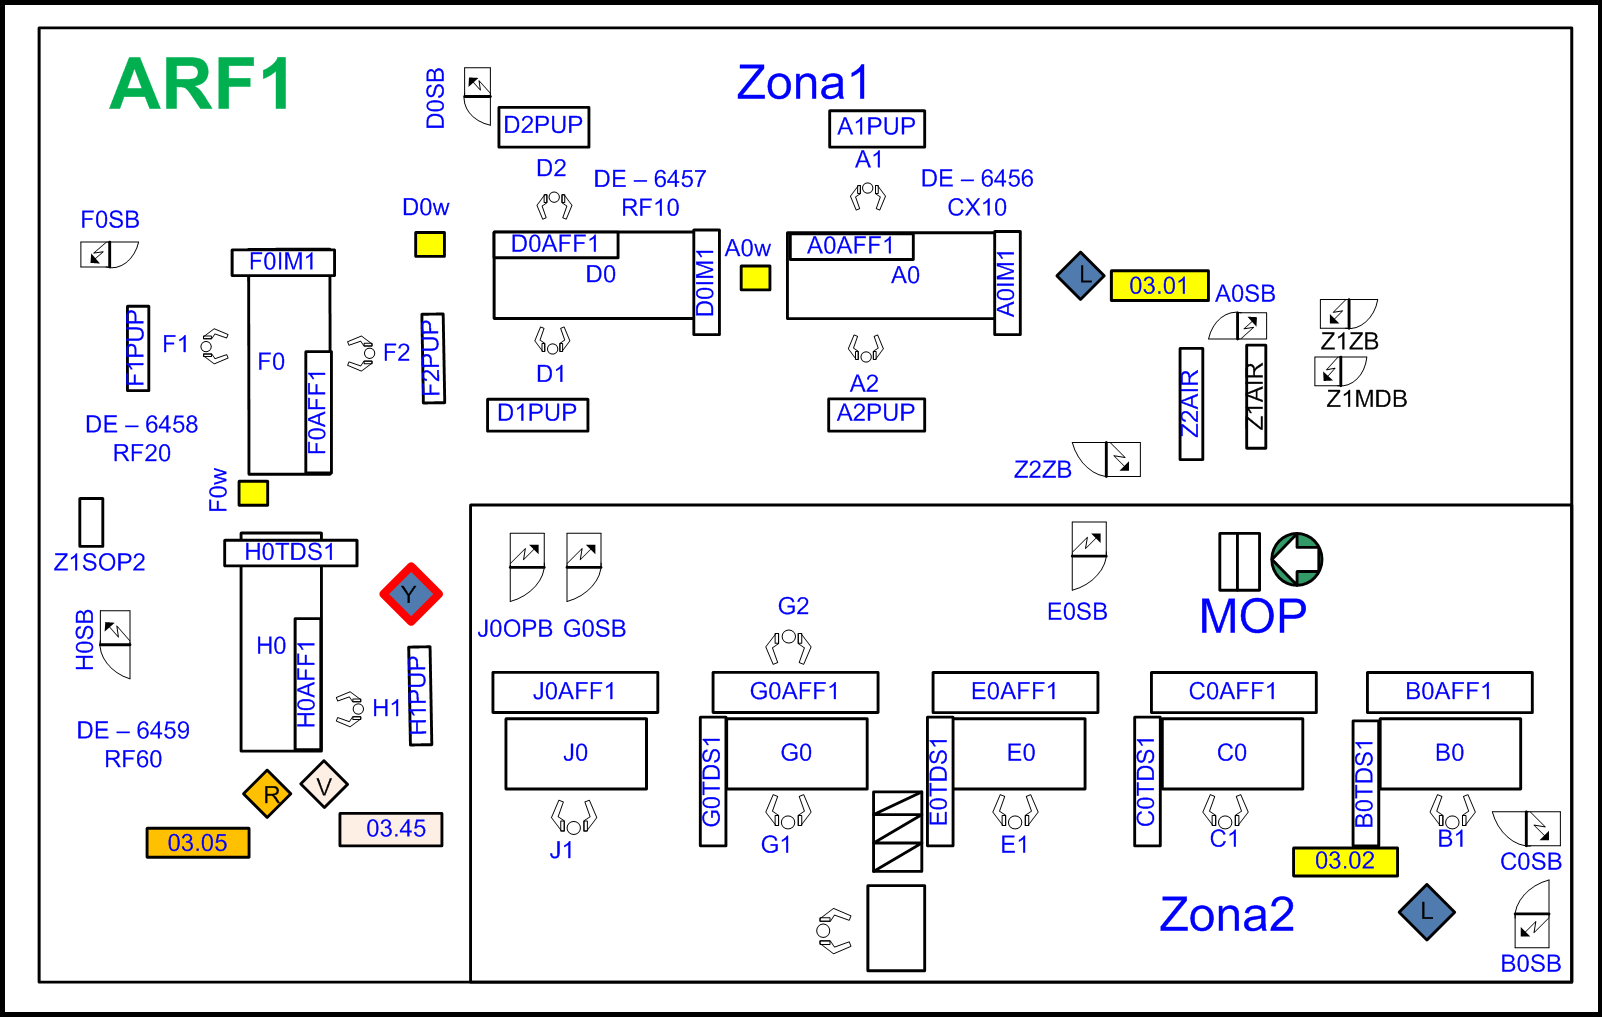 ARF1
Zona1
D0SB
D2PUP
A1PUP
D2
A1
DE – 6457
RF10
DE – 6456
CX10
F0SB
D0w
F0IM1
D0AFF1
D0
D0IM1
A0w
A0AFF1
A0
A0IM1
L
03.01
A0SB
Z1ZB
Z1MDB
F1PUP
F1
F0
F0AFF1
F2
F2PUP
D1
D1PUP
A2
A2PUP
Z2AIR
Z1AIR
Z2ZB
DE – 6458
RF20
F0w
Z1SOP2
H0TDS1
Y
H0SB
H0
H0AFF1
H1
H1PUP
DE – 6459
RF60
R
V
03.05
03.45
J0OPB
G0SB
G2
E0SB
MOP
J0AFF1
G0AFF1
E0AFF1
C0AFF1
B0AFF1
J0
G0TDS1
G0
E0TDS1
E0
C0TDS1
C0
B0TDS1
B0
J1
G1
E1
C1
B1
03.02
C0SB
Zona2
L
B0SB